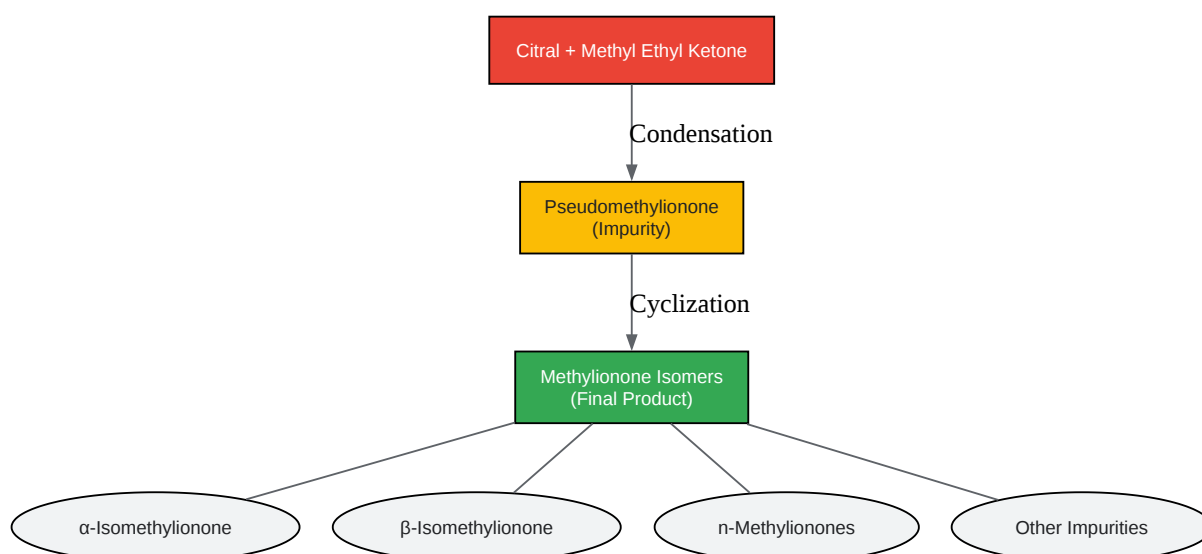 Citral + Methyl Ethyl Ketone
Condensation
Pseudomethylionone
(Impurity)
Cyclization
Methylionone Isomers
(Final Product)
α-Isomethylionone
β-Isomethylionone
n-Methylionones
Other Impurities